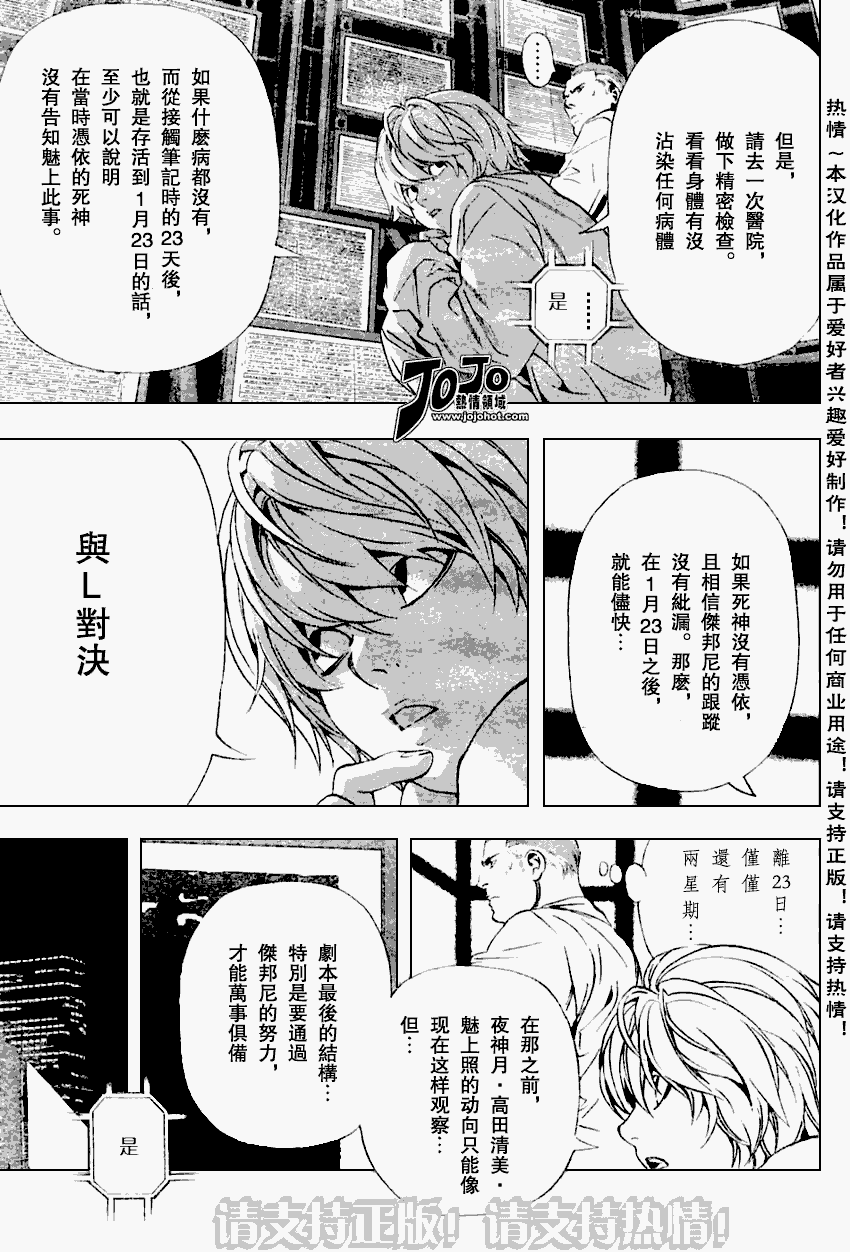 ……
但是，
請去一次醫院，
做下精密檢查。
看看身體有沒
沾染任何病體
……
是
如果什麼病都沒有，
而從接觸筆記時的23天後，
也就是存活到1月23日的話，
至少可以說明
在當時憑依的死神
沒有告知魅上此事。
JOJO
熱情領域
www.jojohot.com
如果死神沒有憑依，
且相信傑邦尼的跟蹤
沒有紕漏。那麼，
在1月23日之後，
就能儘快…
與L對決
離23日…
僅僅
還有
兩星期…
在那之前，
夜神月·高田清美·
魅上照的动向只能像
现在这样观察…
但…
劇本最後的結構…
特別是要通過
傑邦尼的努力，
才能萬事俱備
是
热情～本汉化作品属于爱好者兴趣爱好制作！请勿用于任何商业用途！请支持正版！请支持热情！
请支持正版！请支持热情！